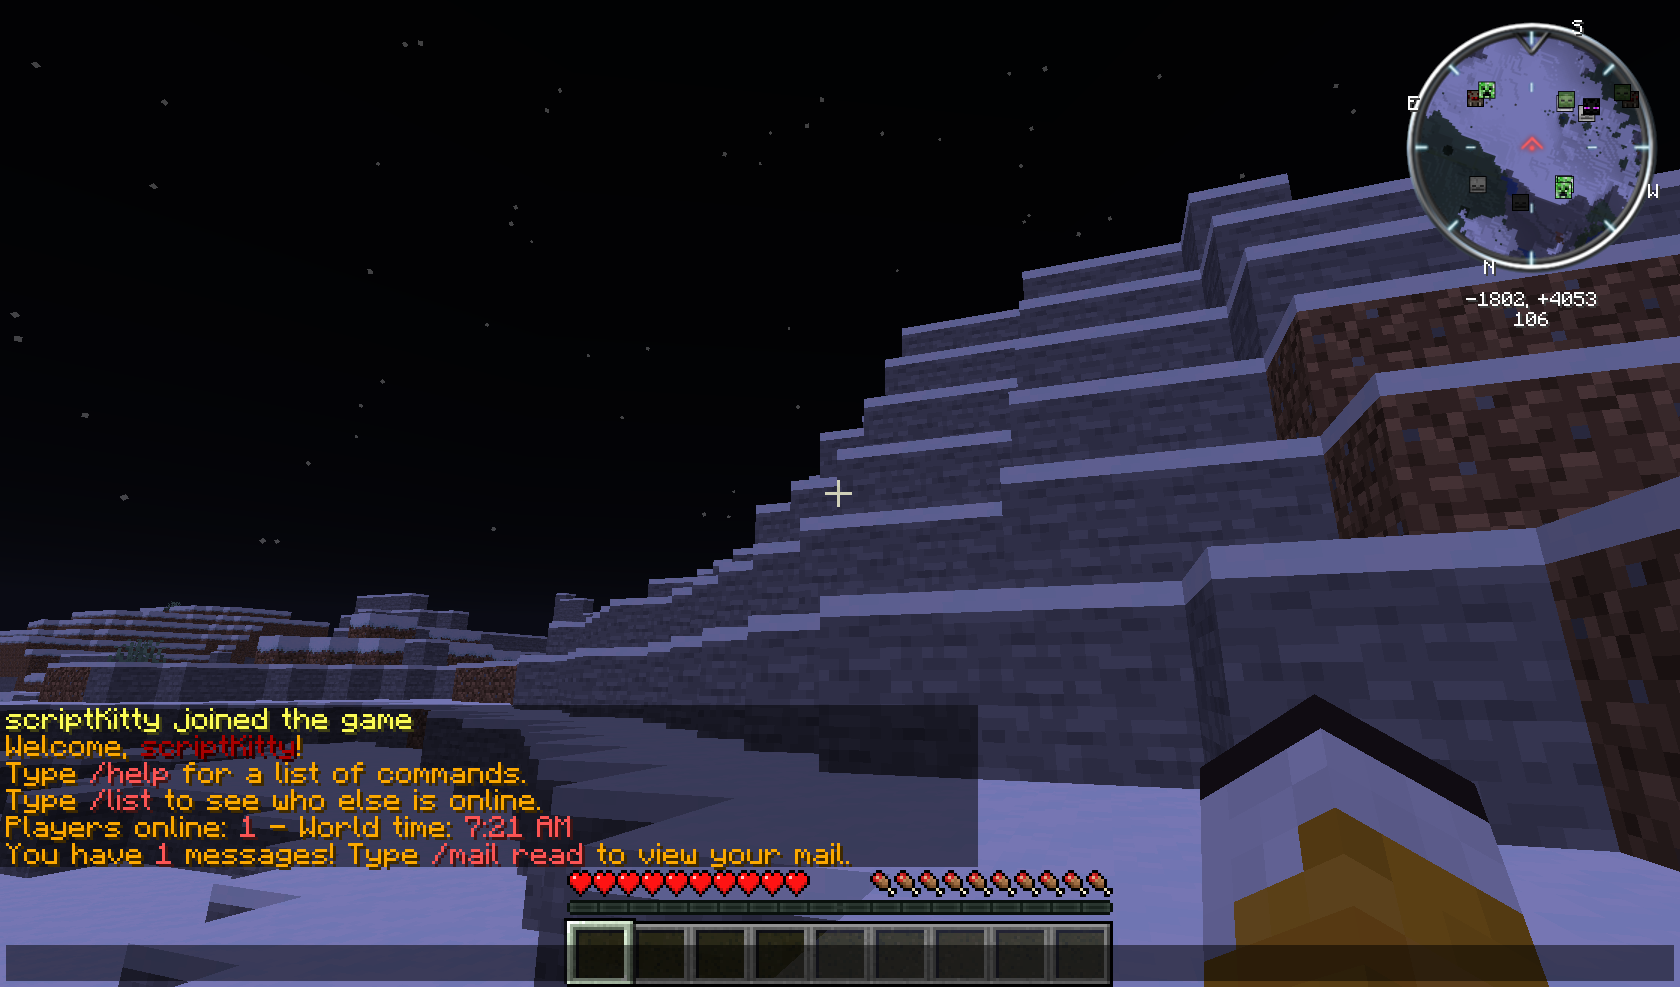 S
E
W
N
-1802, +4053
106
scriptKitty joined the game
Welcome, scriptKitty!
Type /help for a list of commands.
Type /list to see who else is online.
Players online: 1 - World time: 7:21 AM
You have 1 messages! Type /mail read to view your mail.